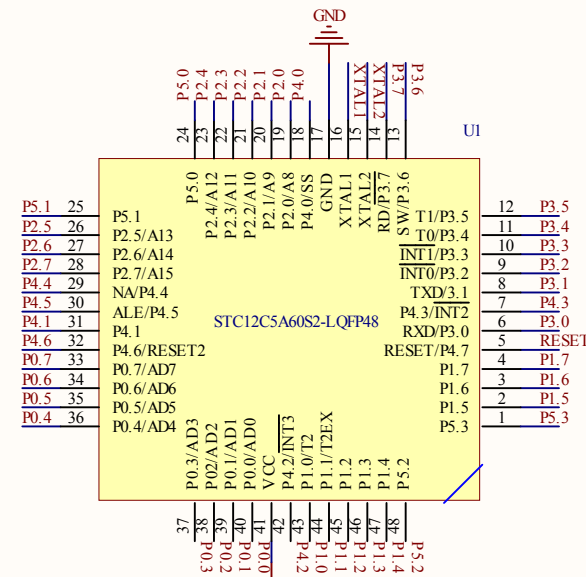 GND
P5.0
P2.4
P2.3
P2.2
P2.1
P2.0
P4.0
XTAL1
XTAL2
P3.7
P3.6
24
23
22
21
20
19
18
17
16
15
14
13
U1
P5.0
P2.4/A12
P2.3/A11
P2.2/A10
P2.1/A9
P2.0/A8
P4.0/SS
GND
XTAL1
XTAL2
RD/P3.7
SW/P3.6
P5.1 25 P5.1
P2.5 26 P2.5/A13
P2.6 27 P2.6/A14
P2.7 28 P2.7/A15
P4.4 29 NA/P4.4
P4.5 30 ALE/P4.5
P4.1 31 P4.1
P4.6 32 P4.6/RESET2
P0.7 33 P0.7/AD7
P0.6 34 P0.6/AD6
P0.5 35 P0.5/AD5
P0.4 36 P0.4/AD4
STC12C5A60S2-LQFP48
T1/P3.5 12 P3.5
T0/P3.4 11 P3.4
INT1/P3.3 10 P3.3
INT0/P3.2 9 P3.2
TXD/3.1 8 P3.1
P4.3/INT2 7 P4.3
RXD/P3.0 6 P3.0
RESET/P4.7 5 RESET
P1.7 4 P1.7
P1.6 3 P1.6
P1.5 2 P1.5
P5.3 1 P5.3
P0.3/AD3
P02/AD2
P0.1/AD1
P0.0/AD0
VCC
P4.2/INT3
P1.0/T2
P1.1/T2EX
P1.2
P1.3
P1.4
P5.2
37
38
39
40
41
42
43
44
45
46
47
48
P0.3
P0.2
P0.1
P0.0
P4.2
P1.0
P1.1
P1.2
P1.3
P1.4
P5.2